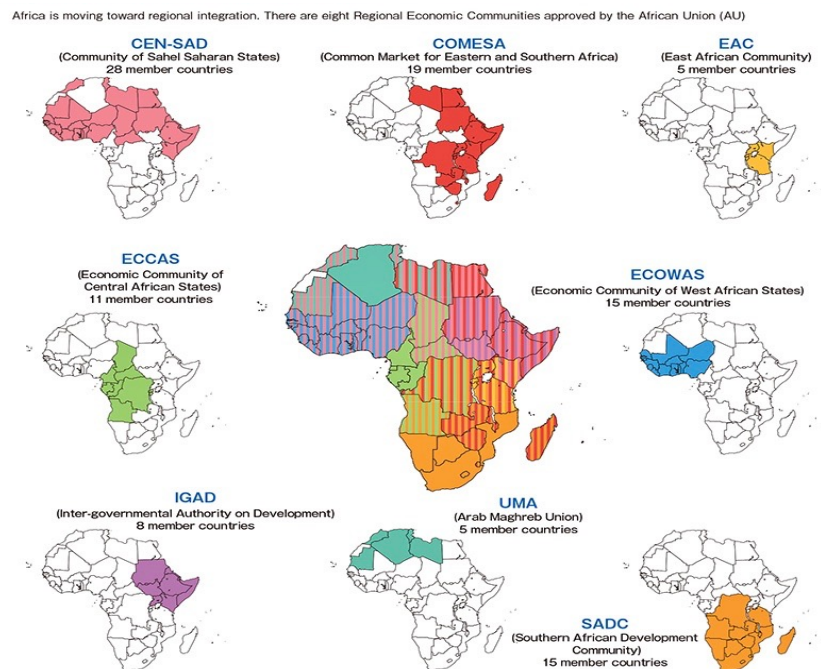 Africa is moving toward regional integration. There are eight Regional Economic Communities approved by the African Union (AU)
CEN-SAD
(Community of Sahel Saharan States)
28 member countries
COMESA
(Common Market for Eastern and Southern Africa)
19 member countries
EAC
(East African Community)
5 member countries
ECCAS
(Economic Community of
Central African States)
11 member countries
ECOWAS
(Economic Community of West African States)
15 member countries
IGAD
(Inter-governmental Authority on Development)
8 member countries
UMA
(Arab Maghreb Union)
5 member countries
SADC
(Southern African Development
Community)
15 member countries